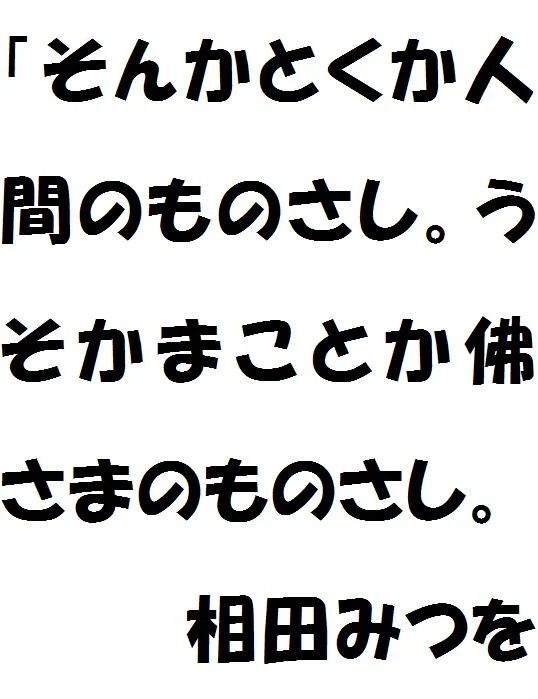 「そんかとくか人
間のものさし。う
そかまことか佛
さまのものさし。
相田みつを